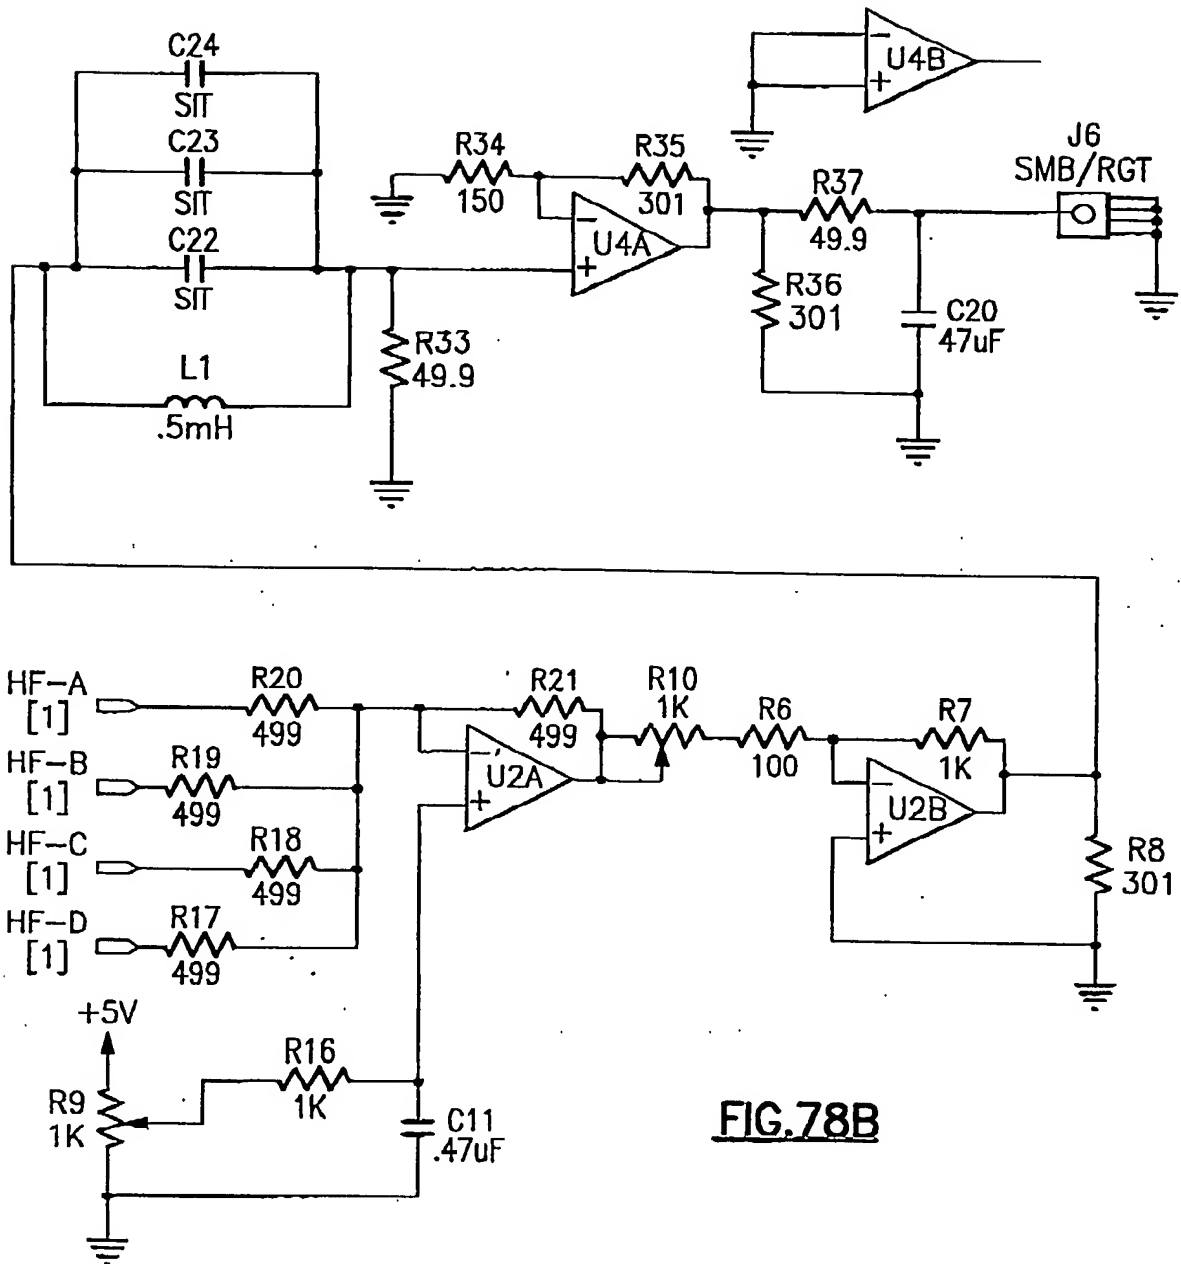 C24
SIT
C23
SIT
C22
SIT
L1
.5mH
R34
150
R35
301
−
U4A
+
−
U4B
+
R33
49.9
R37
49.9
R36
301
C20
.47uF
J6
SMB/RGT
HF-A
[1]
R20
499
HF-B
[1]
R19
499
HF-C
[1]
R18
499
HF-D
[1]
R17
499
R21
499
−
U2A
+
R10
1K
R6
100
R7
1K
−
U2B
+
R8
301
+5V
R9
1K
R16
1K
C11
.47uF
FIG.78B